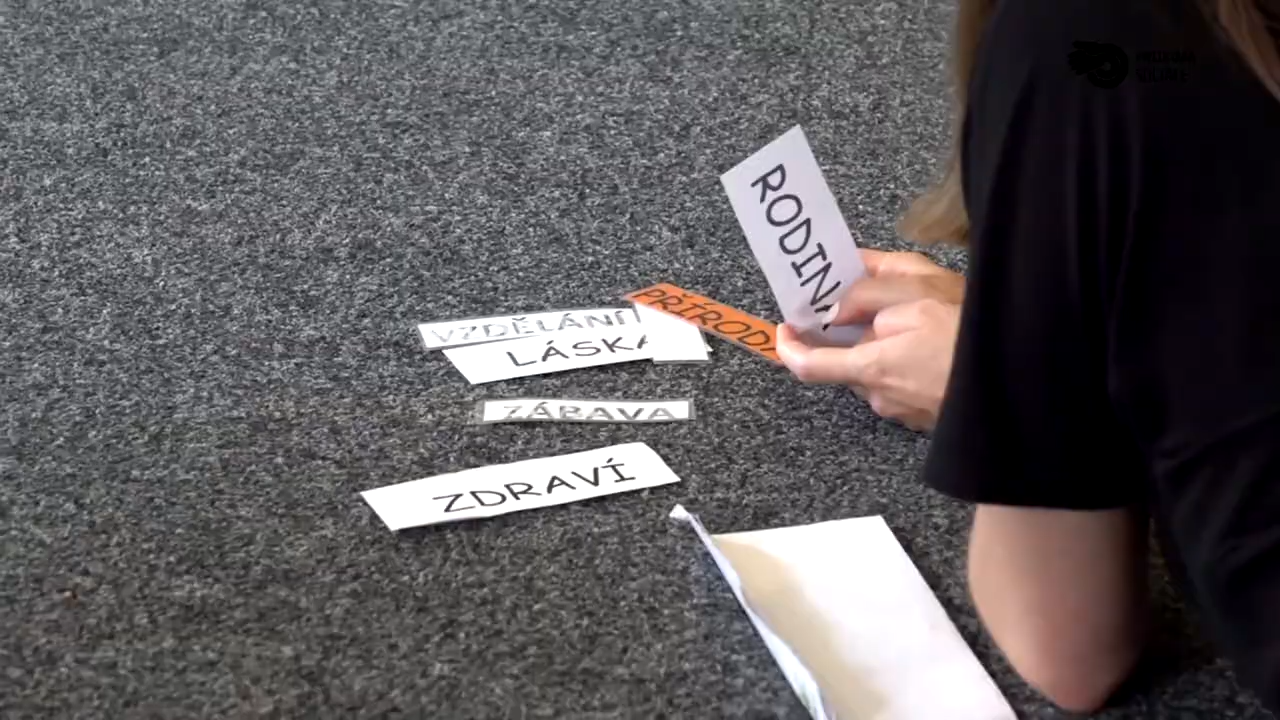 RODINA
PŘÍRODA
VZDĚLÁNÍ
LÁSKA
ZÁBAVA
ZDRAVÍ